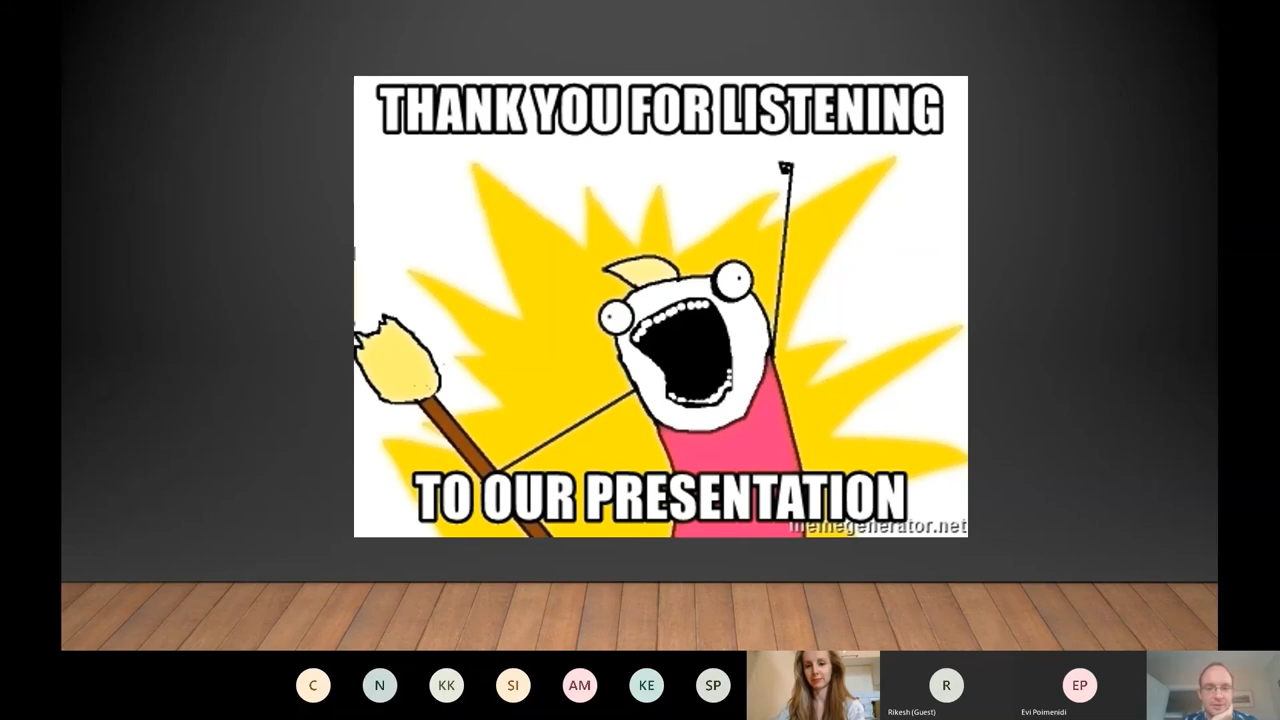 THANK YOU FOR LISTENING
TO OUR PRESENTATION
memegenerator.net
C
N
KK
SI
AM
KE
SP
R
EP
Rikesh (Guest)
Evi Poimenidi